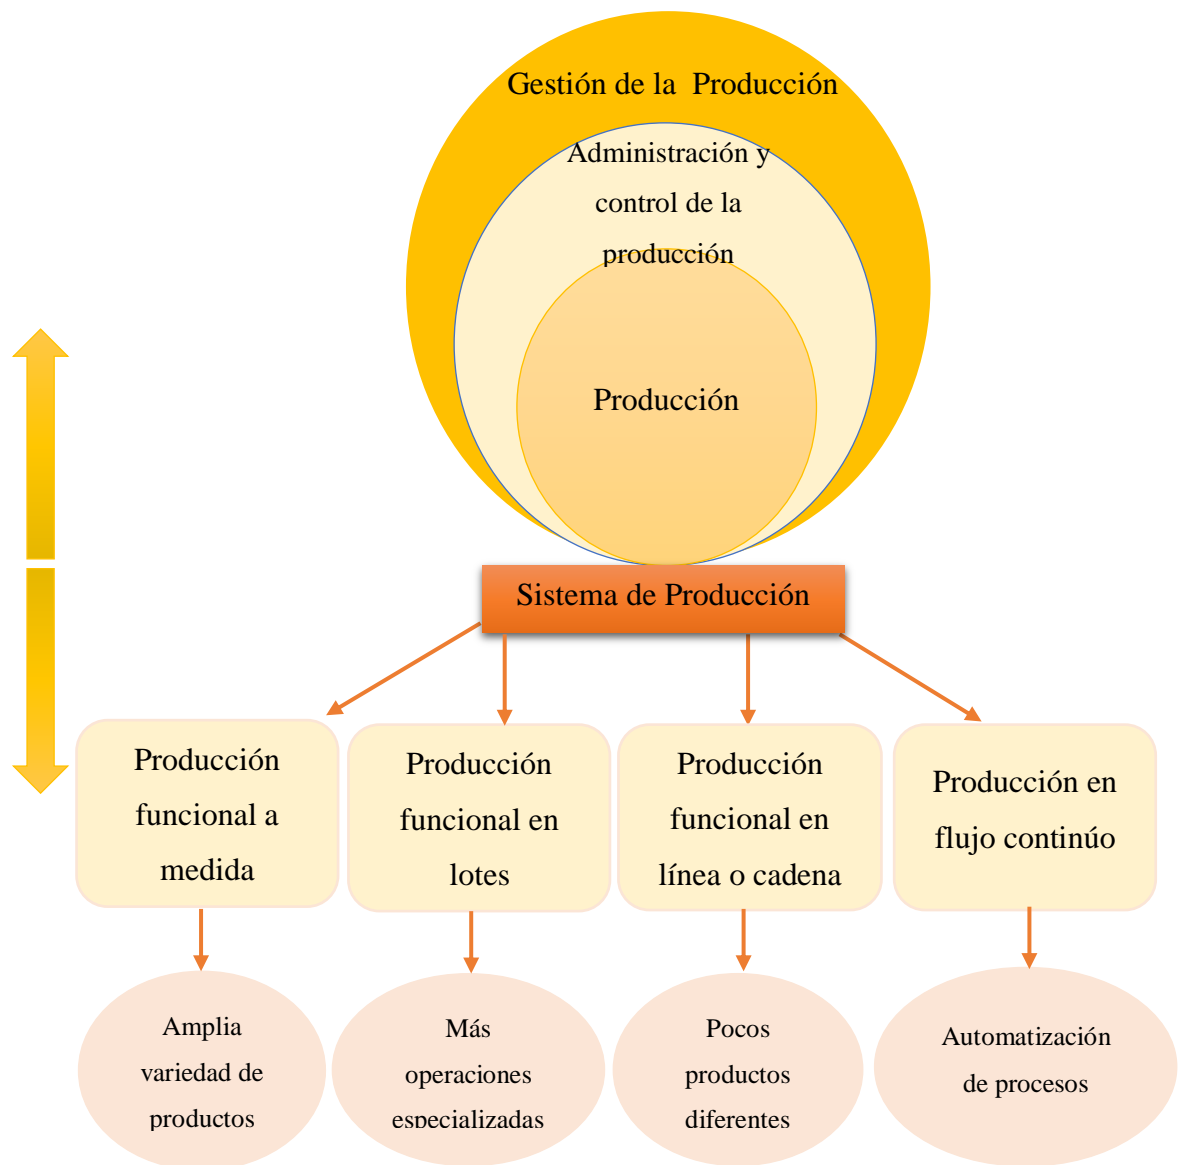 Gestión de la Producción
Administración y
control de la
producción
Producción
Sistema de Producción
Producción
funcional a
medida
Producción
funcional en
lotes
Producción
funcional en
línea o cadena
Producción en
flujo continúo
Amplia
variedad de
productos
Más
operaciones
especializadas
Pocos
productos
diferentes
Automatización
de procesos